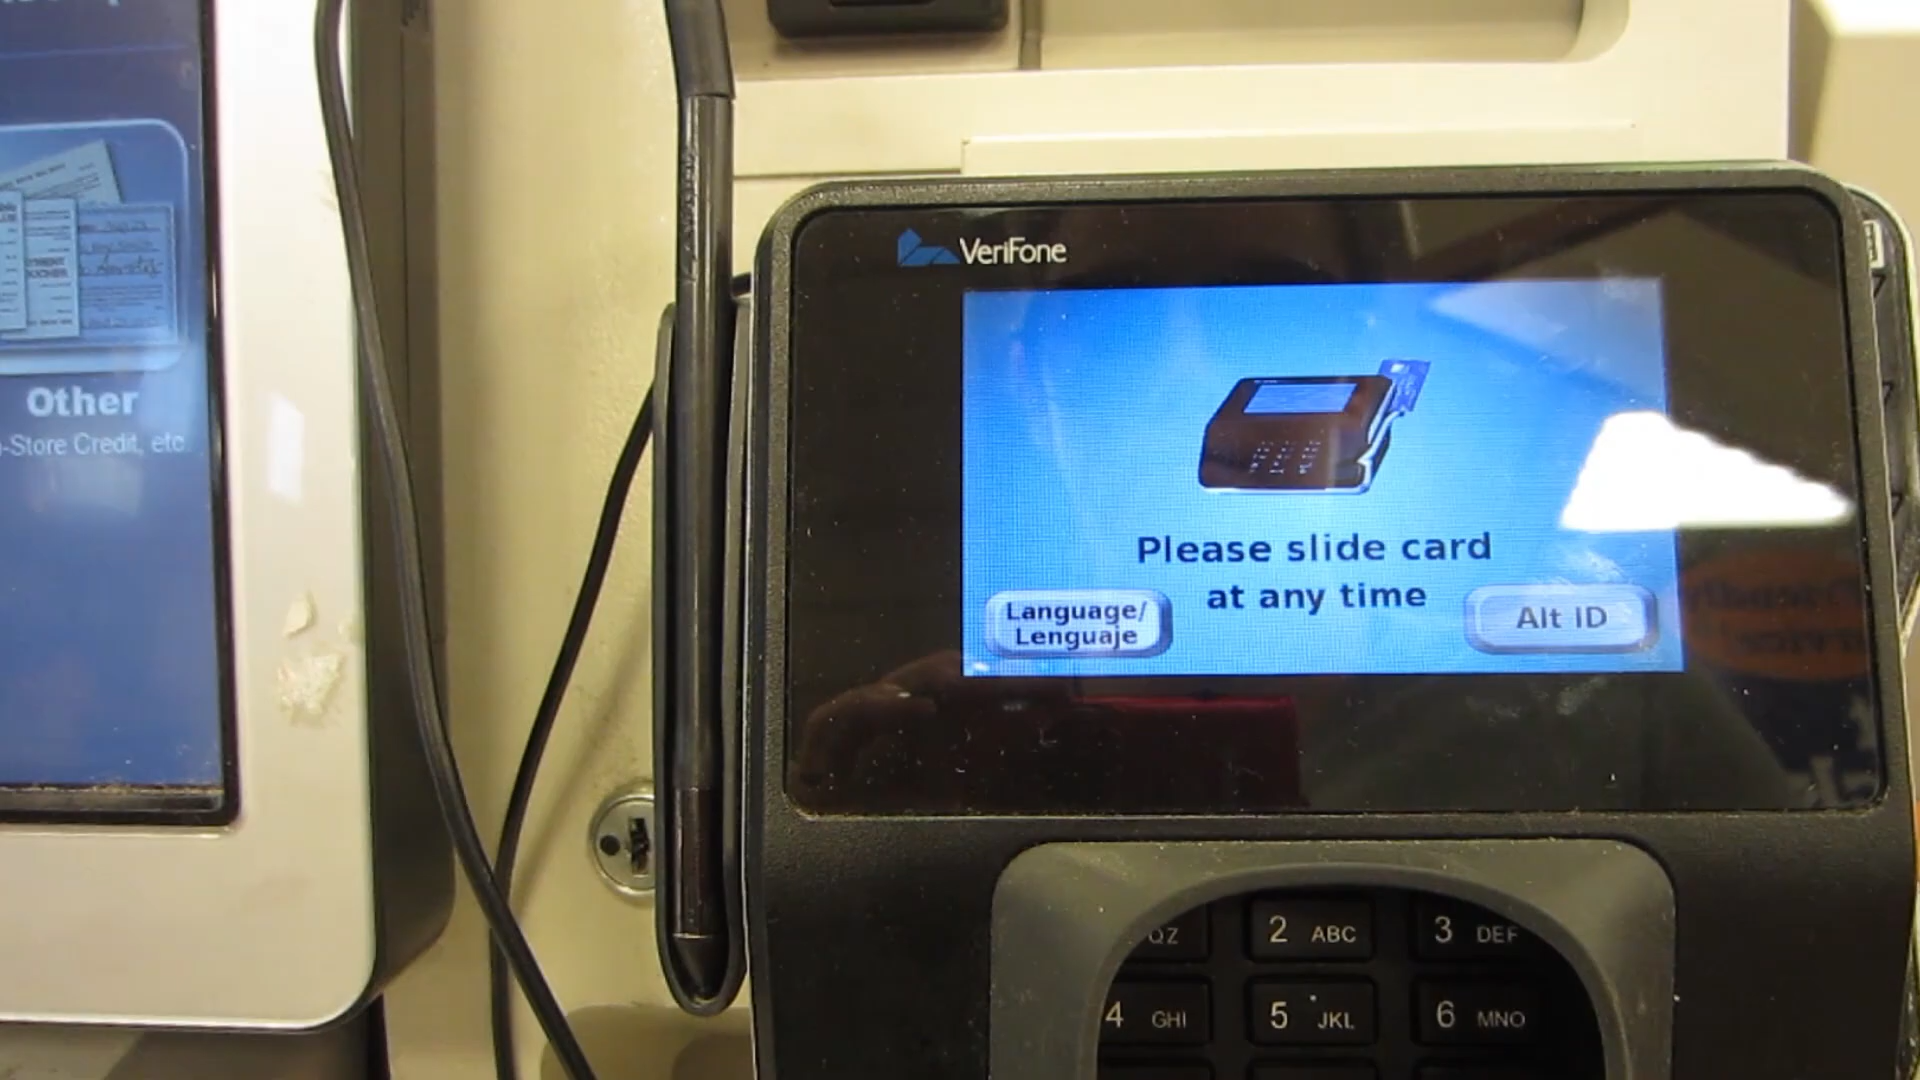 VeriFone
Please slide card
at any time
Language/
Lenguaje
Alt ID
Other
-Store Credit, etc.
QZ
2 ABC
3 DEF
4 GHI
5 JKL
6 MNO